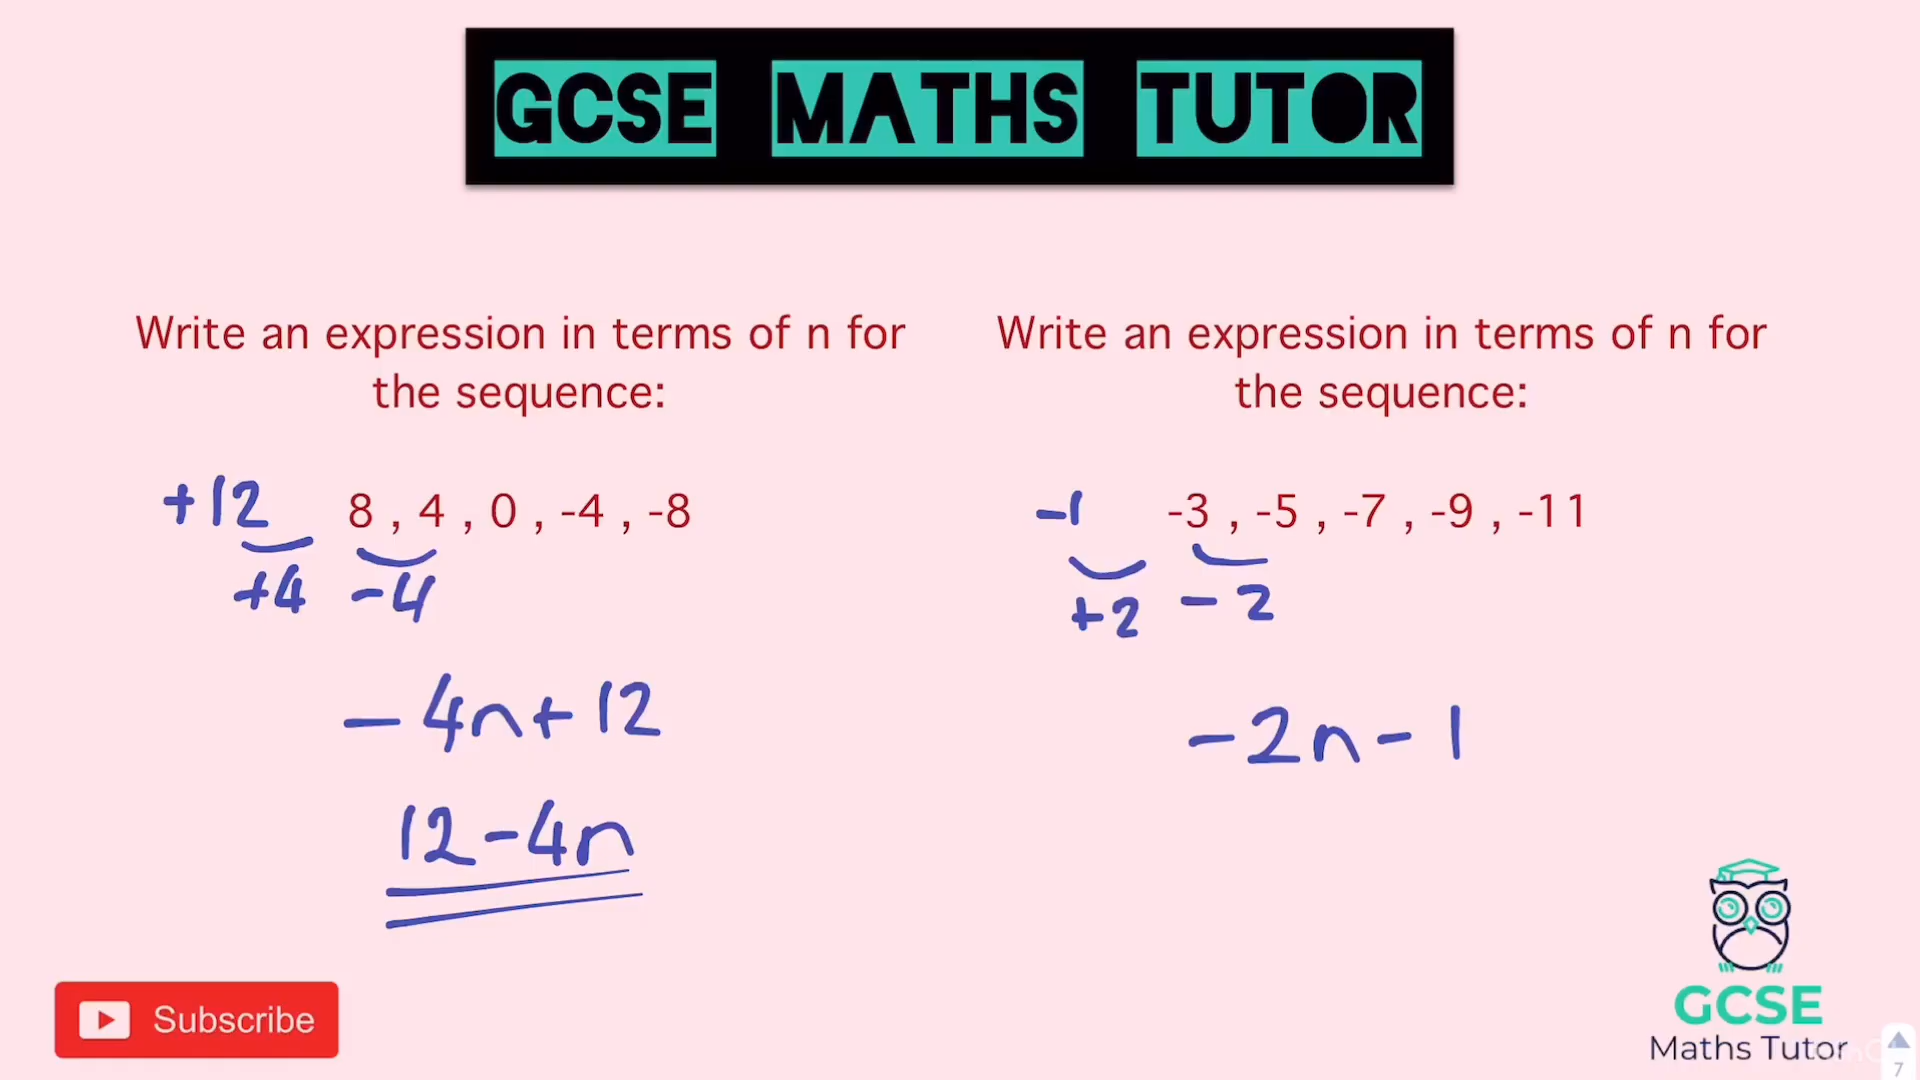 GCSE MATHS TUTOR
Write an expression in terms of n for
the sequence:
+12 8 , 4 , 0 , -4 , -8
+4 -4
-4n+12
12-4n
Write an expression in terms of n for
the sequence:
-1 -3 , -5 , -7 , -9 , -11
+2 -2
-2n-1
Subscribe
GCSE
Maths Tutor
7